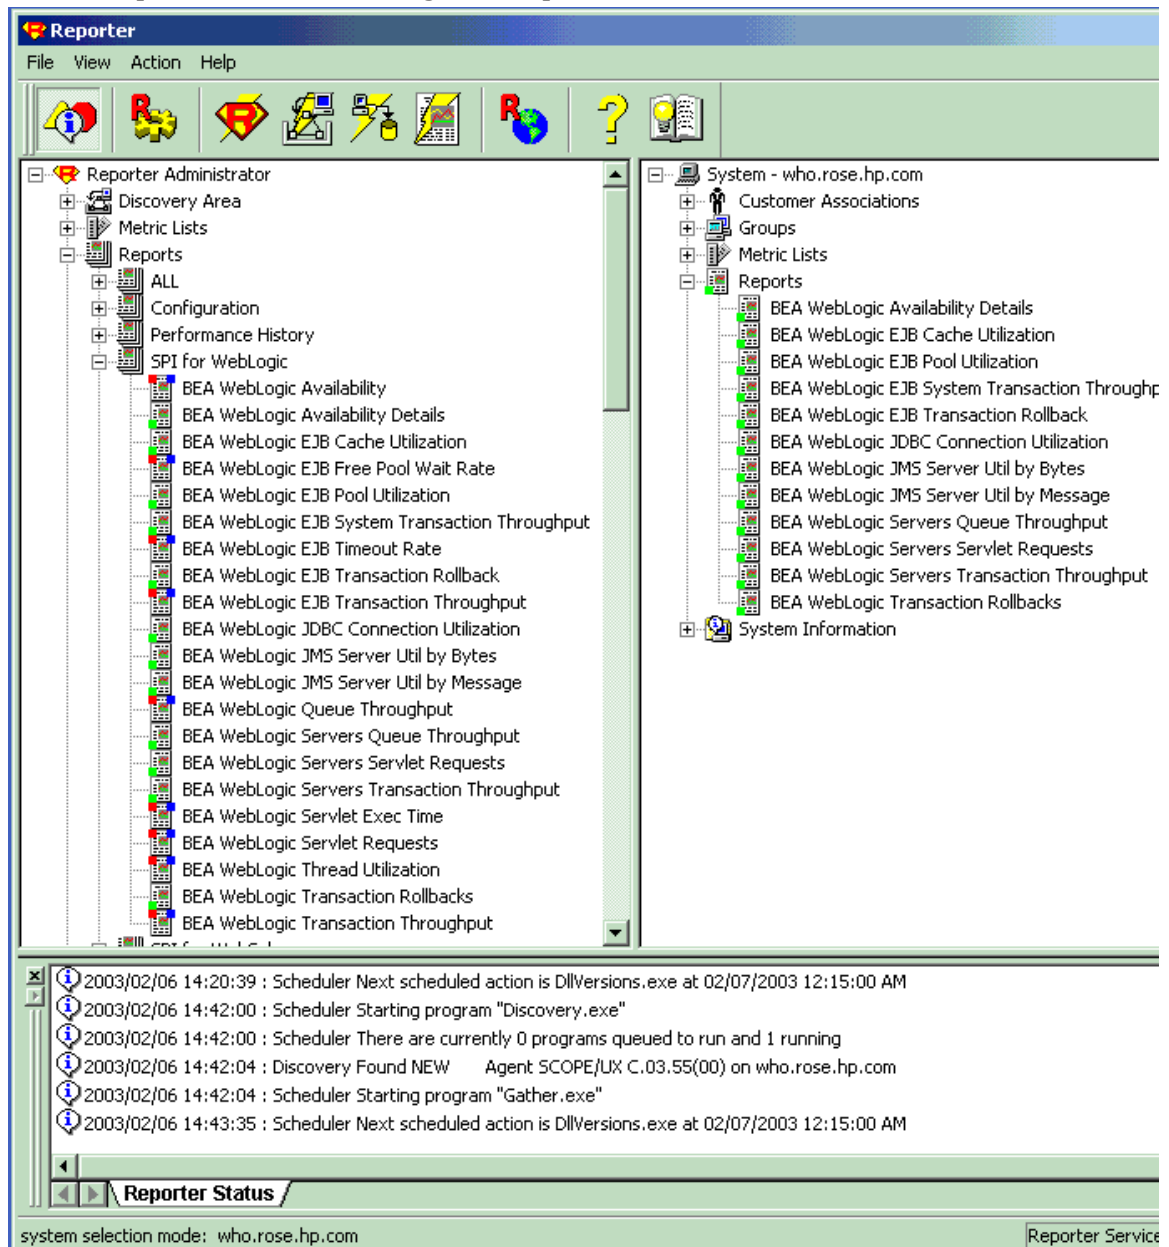 Reporter
File View Action Help
Reporter Administrator
Discovery Area
Metric Lists
Reports
ALL
Configuration
Performance History
SPI for WebLogic
BEA WebLogic Availability
BEA WebLogic Availability Details
BEA WebLogic EJB Cache Utilization
BEA WebLogic EJB Free Pool Wait Rate
BEA WebLogic EJB Pool Utilization
BEA WebLogic EJB System Transaction Throughput
BEA WebLogic EJB Timeout Rate
BEA WebLogic EJB Transaction Rollback
BEA WebLogic EJB Transaction Throughput
BEA WebLogic JDBC Connection Utilization
BEA WebLogic JMS Server Util by Bytes
BEA WebLogic JMS Server Util by Message
BEA WebLogic Queue Throughput
BEA WebLogic Servers Queue Throughput
BEA WebLogic Servers Servlet Requests
BEA WebLogic Servers Transaction Throughput
BEA WebLogic Servlet Exec Time
BEA WebLogic Servlet Requests
BEA WebLogic Thread Utilization
BEA WebLogic Transaction Rollbacks
BEA WebLogic Transaction Throughput
System - who.rose.hp.com
Customer Associations
Groups
Metric Lists
Reports
BEA WebLogic Availability Details
BEA WebLogic EJB Cache Utilization
BEA WebLogic EJB Pool Utilization
BEA WebLogic EJB System Transaction Throughp
BEA WebLogic EJB Transaction Rollback
BEA WebLogic JDBC Connection Utilization
BEA WebLogic JMS Server Util by Bytes
BEA WebLogic JMS Server Util by Message
BEA WebLogic Servers Queue Throughput
BEA WebLogic Servers Servlet Requests
BEA WebLogic Servers Transaction Throughput
BEA WebLogic Transaction Rollbacks
System Information
2003/02/06 14:20:39 : Scheduler Next scheduled action is DllVersions.exe at 02/07/2003 12:15:00 AM
2003/02/06 14:42:00 : Scheduler Starting program "Discovery.exe"
2003/02/06 14:42:00 : Scheduler There are currently 0 programs queued to run and 1 running
2003/02/06 14:42:04 : Discovery Found NEW Agent SCOPE/UX C.03.55(00) on who.rose.hp.com
2003/02/06 14:42:04 : Scheduler Starting program "Gather.exe"
2003/02/06 14:43:35 : Scheduler Next scheduled action is DllVersions.exe at 02/07/2003 12:15:00 AM
Reporter Status
system selection mode: who.rose.hp.com
Reporter Service